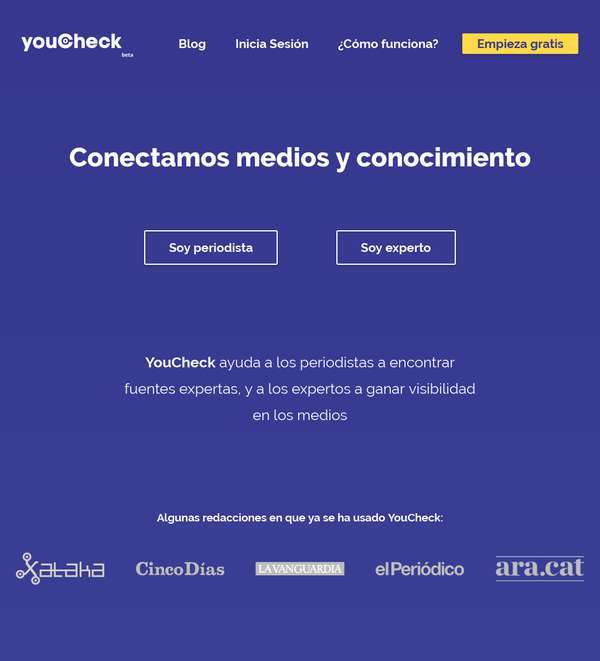 youCheck
beta
Blog
Inicia Sesión
¿Cómo funciona?
Empieza gratis
Conectamos medios y conocimiento
Soy periodista
Soy experto
YouCheck ayuda a los periodistas a encontrar
fuentes expertas, y a los expertos a ganar visibilidad
en los medios
Algunas redacciones en que ya se ha usado YouCheck:
xataka
CincoDías
LA VANGUARDIA
elPeriódico
ara.cat